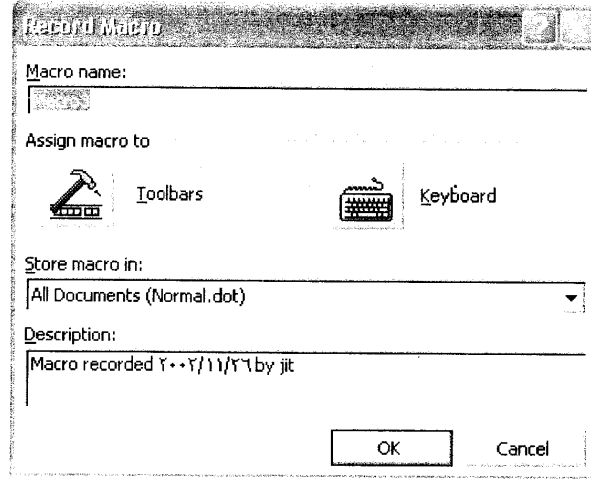 Record Macro
Macro name:
Assign macro to
Toolbars
Keyboard
Store macro in:
All Documents (Normal.dot)
Description:
Macro recorded ٢٠٠٢/١١/٢٦ by jit
OK
Cancel